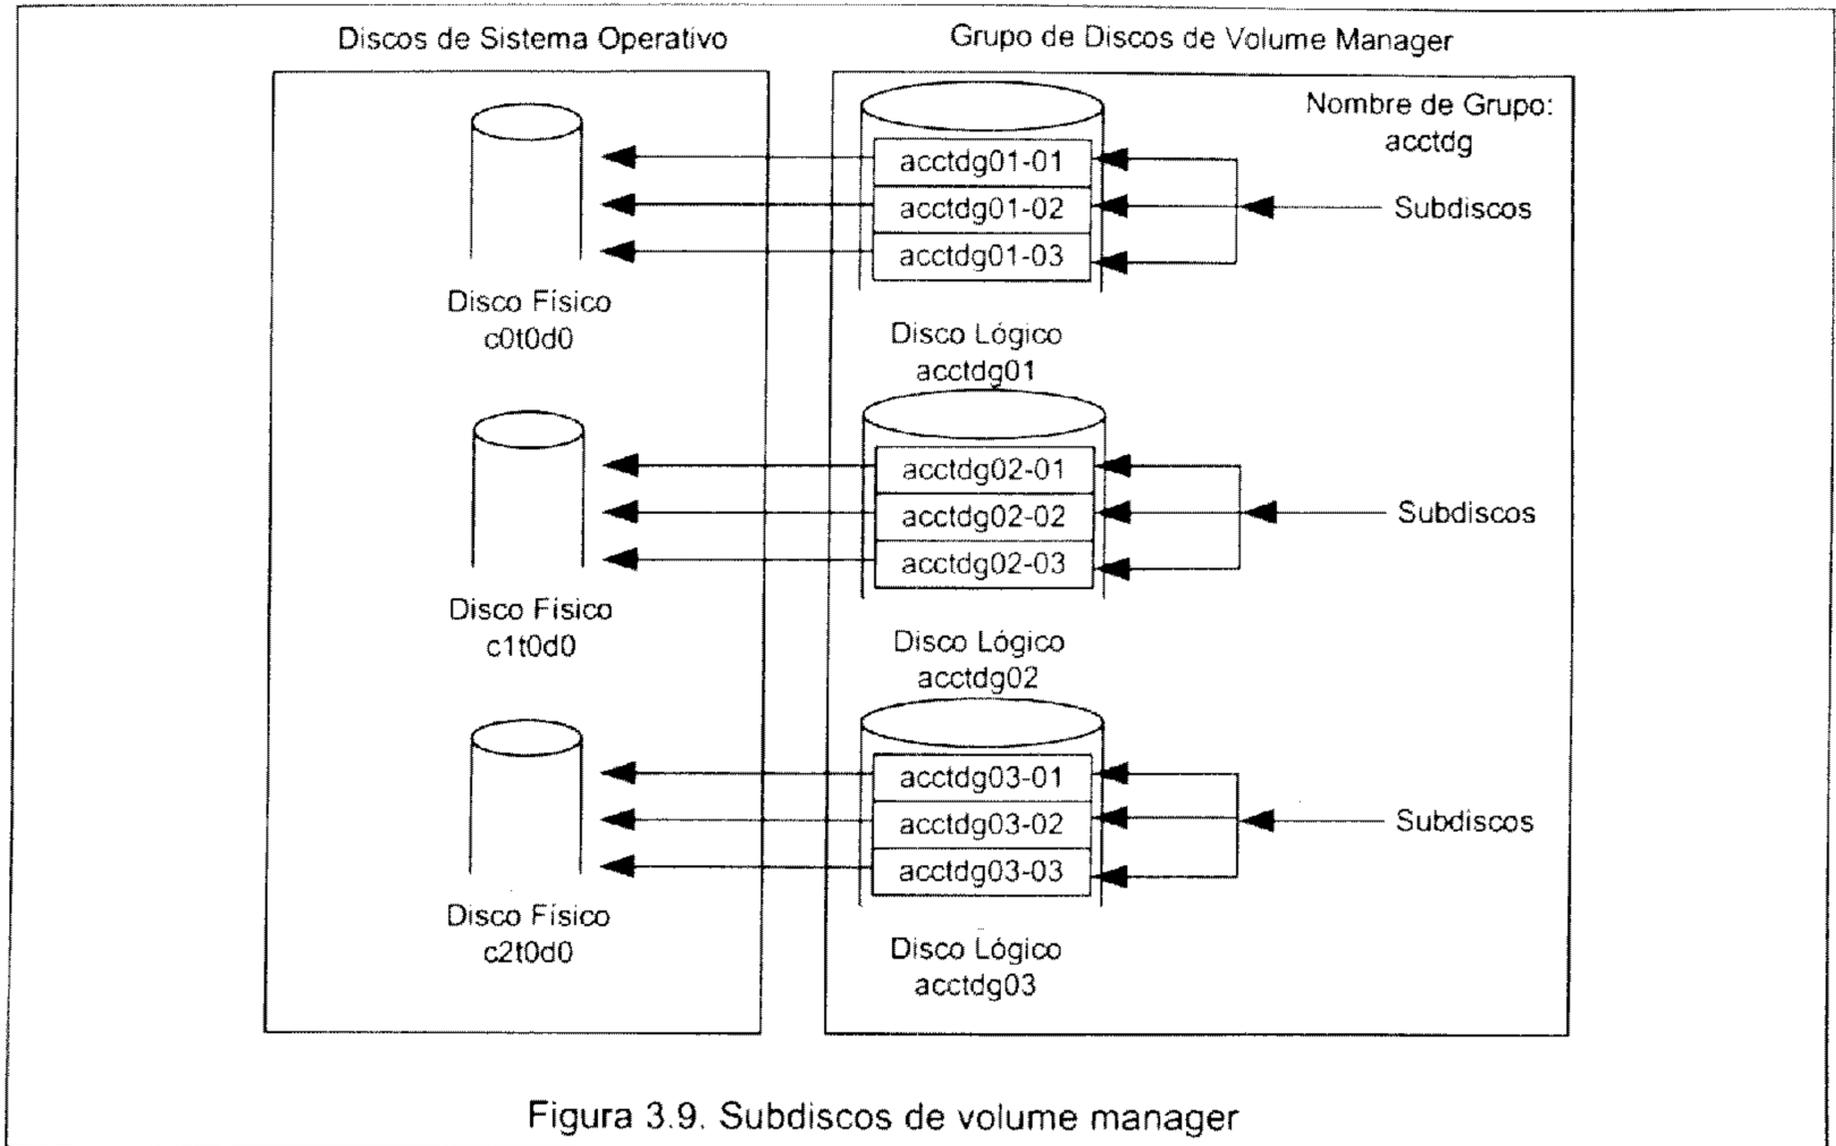 Discos de Sistema Operativo
Grupo de Discos de Volume Manager
Nombre de Grupo:
acctdg
acctdg01-01
acctdg01-02
acctdg01-03
Subdiscos
Disco Físico
c0t0d0
Disco Lógico
acctdg01
acctdg02-01
acctdg02-02
acctdg02-03
Subdiscos
Disco Físico
c1t0d0
Disco Lógico
acctdg02
acctdg03-01
acctdg03-02
acctdg03-03
Subdiscos
Disco Físico
c2t0d0
Disco Lógico
acctdg03
Figura 3.9. Subdiscos de volume manager